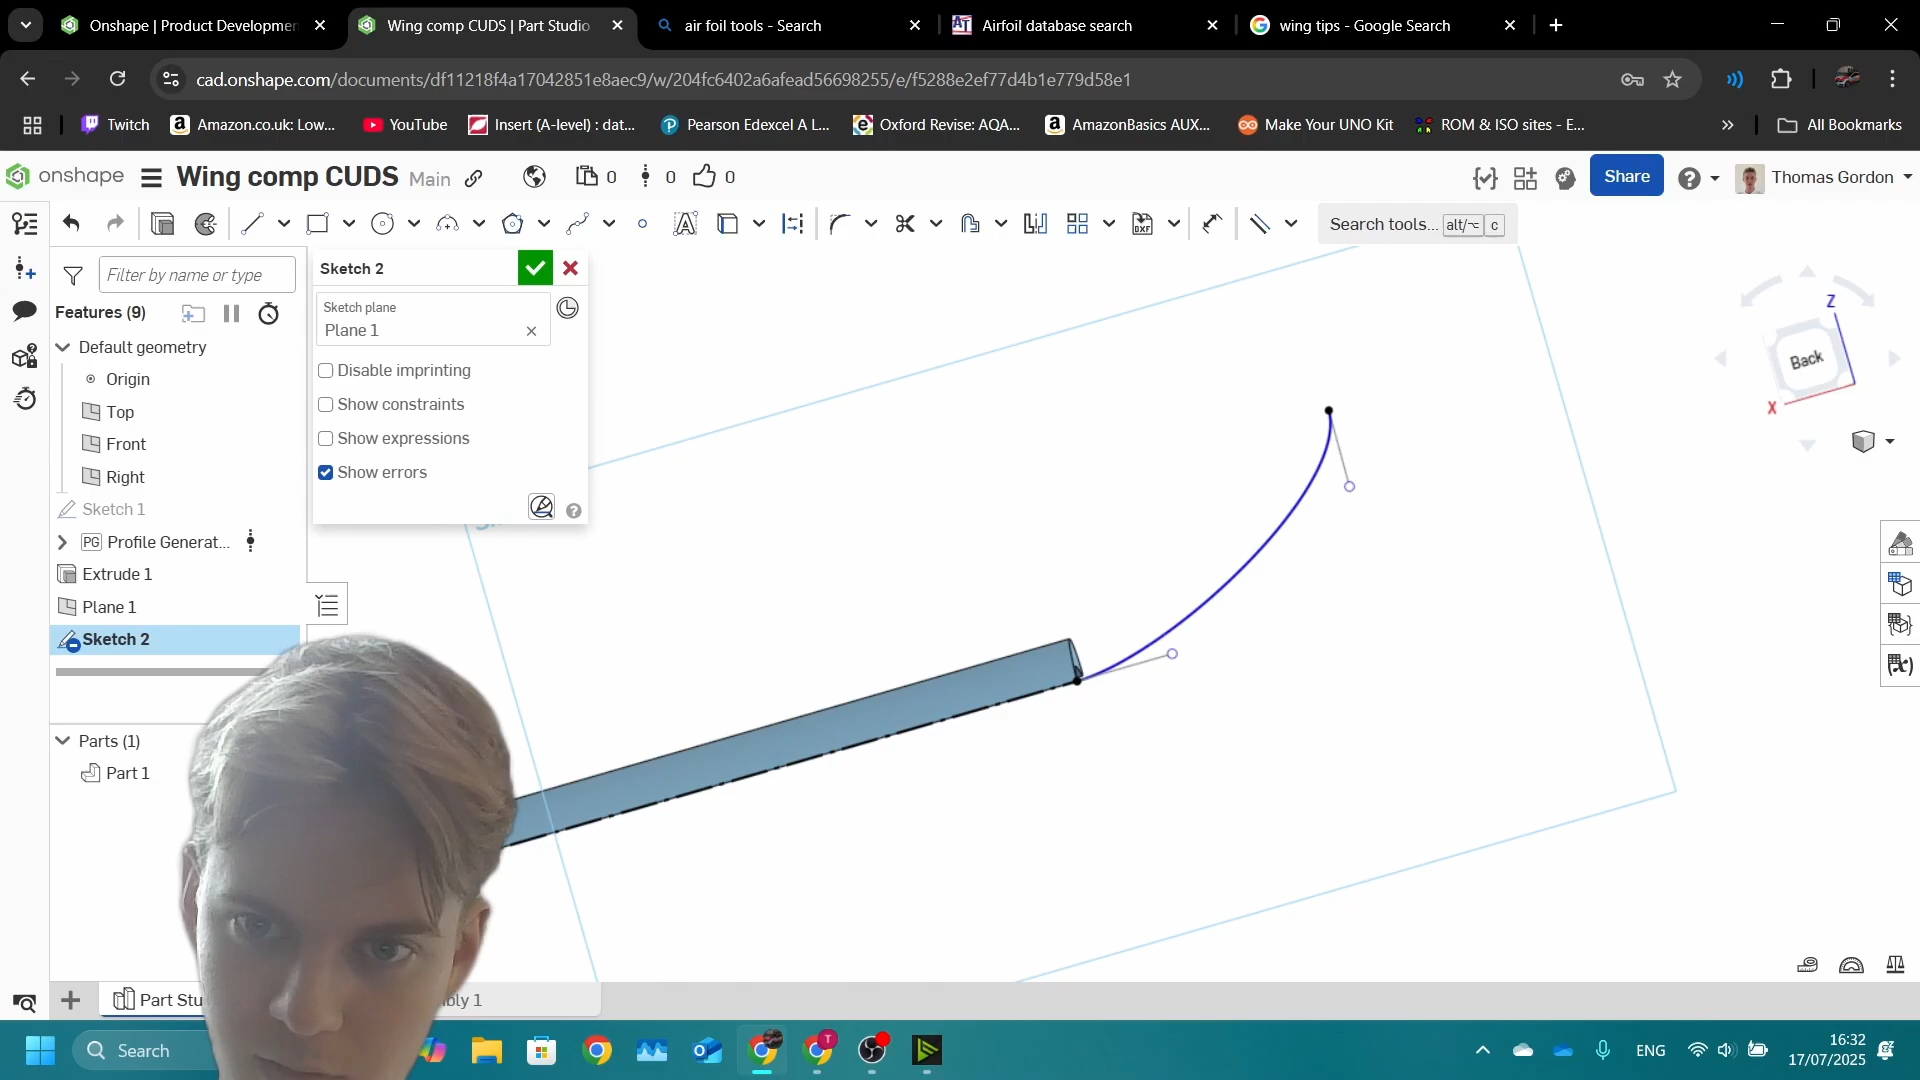 Onshape | Product Developmen
Wing comp CUDS | Part Studio
air foil tools - Search
Airfoil database search
wing tips - Google Search
cad.onshape.com/documents/df11218f4a17042851e8aec9/w/204fc6402a6afead56698255/e/f5288e2ef77d4b1e779d58e1
Twitch
Amazon.co.uk: Low...
YouTube
Insert (A-level) : dat...
Pearson Edexcel A L...
Oxford Revise: AQA...
AmazonBasics AUX...
Make Your UNO Kit
ROM & ISO sites - E...
All Bookmarks
onshape
Wing comp CUDS Main
0
0
0
Share
Thomas Gordon
Search tools... alt/⌥ c
Filter by name or type
Features (9)
Default geometry
Origin
Top
Front
Right
Sketch 1
PG Profile Generat...
Extrude 1
Plane 1
Sketch 2
Parts (1)
Part 1
Sketch 2
Sketch plane
Plane 1
Disable imprinting
Show constraints
Show expressions
Show errors
Z
Back
X
Part Stu
bly 1
Search
ENG
16:32
17/07/2025